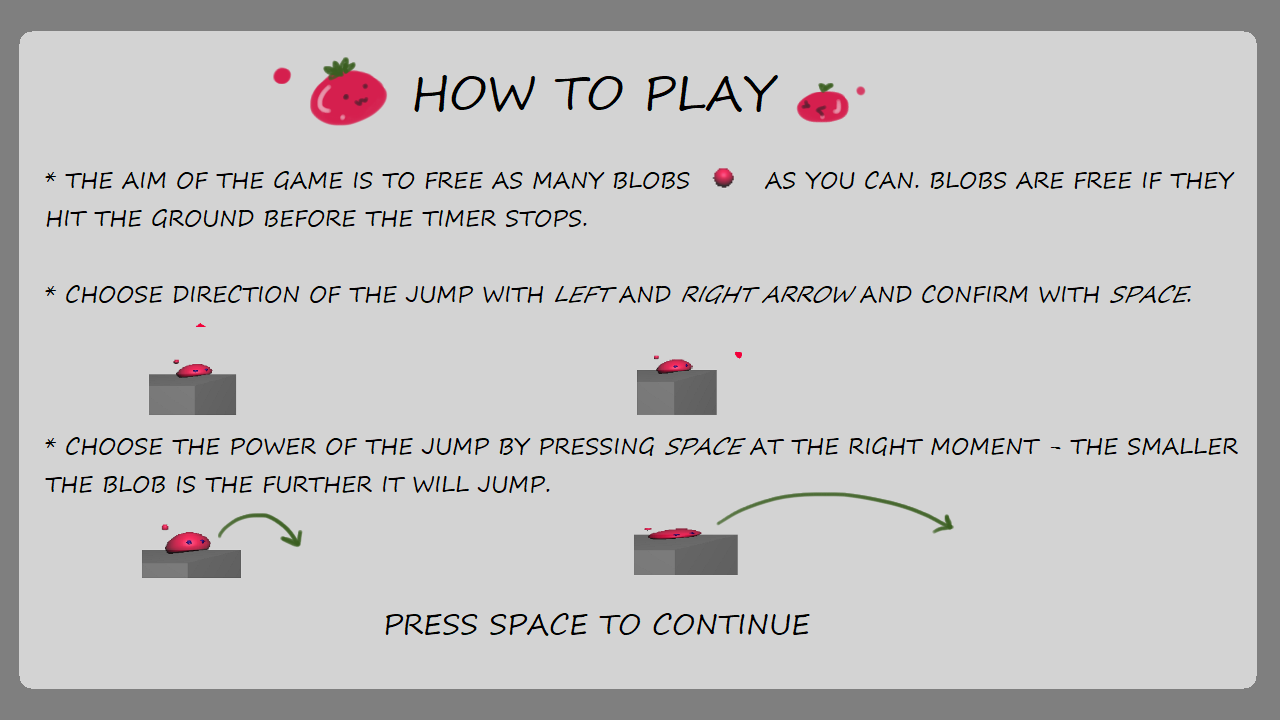 HOW TO PLAY
* THE AIM OF THE GAME IS TO FREE AS MANY BLOBS AS YOU CAN. BLOBS ARE FREE IF THEY
HIT THE GROUND BEFORE THE TIMER STOPS.
* CHOOSE DIRECTION OF THE JUMP WITH LEFT AND RIGHT ARROW AND CONFIRM WITH SPACE.
* CHOOSE THE POWER OF THE JUMP BY PRESSING SPACE AT THE RIGHT MOMENT - THE SMALLER
THE BLOB IS THE FURTHER IT WILL JUMP.
PRESS SPACE TO CONTINUE